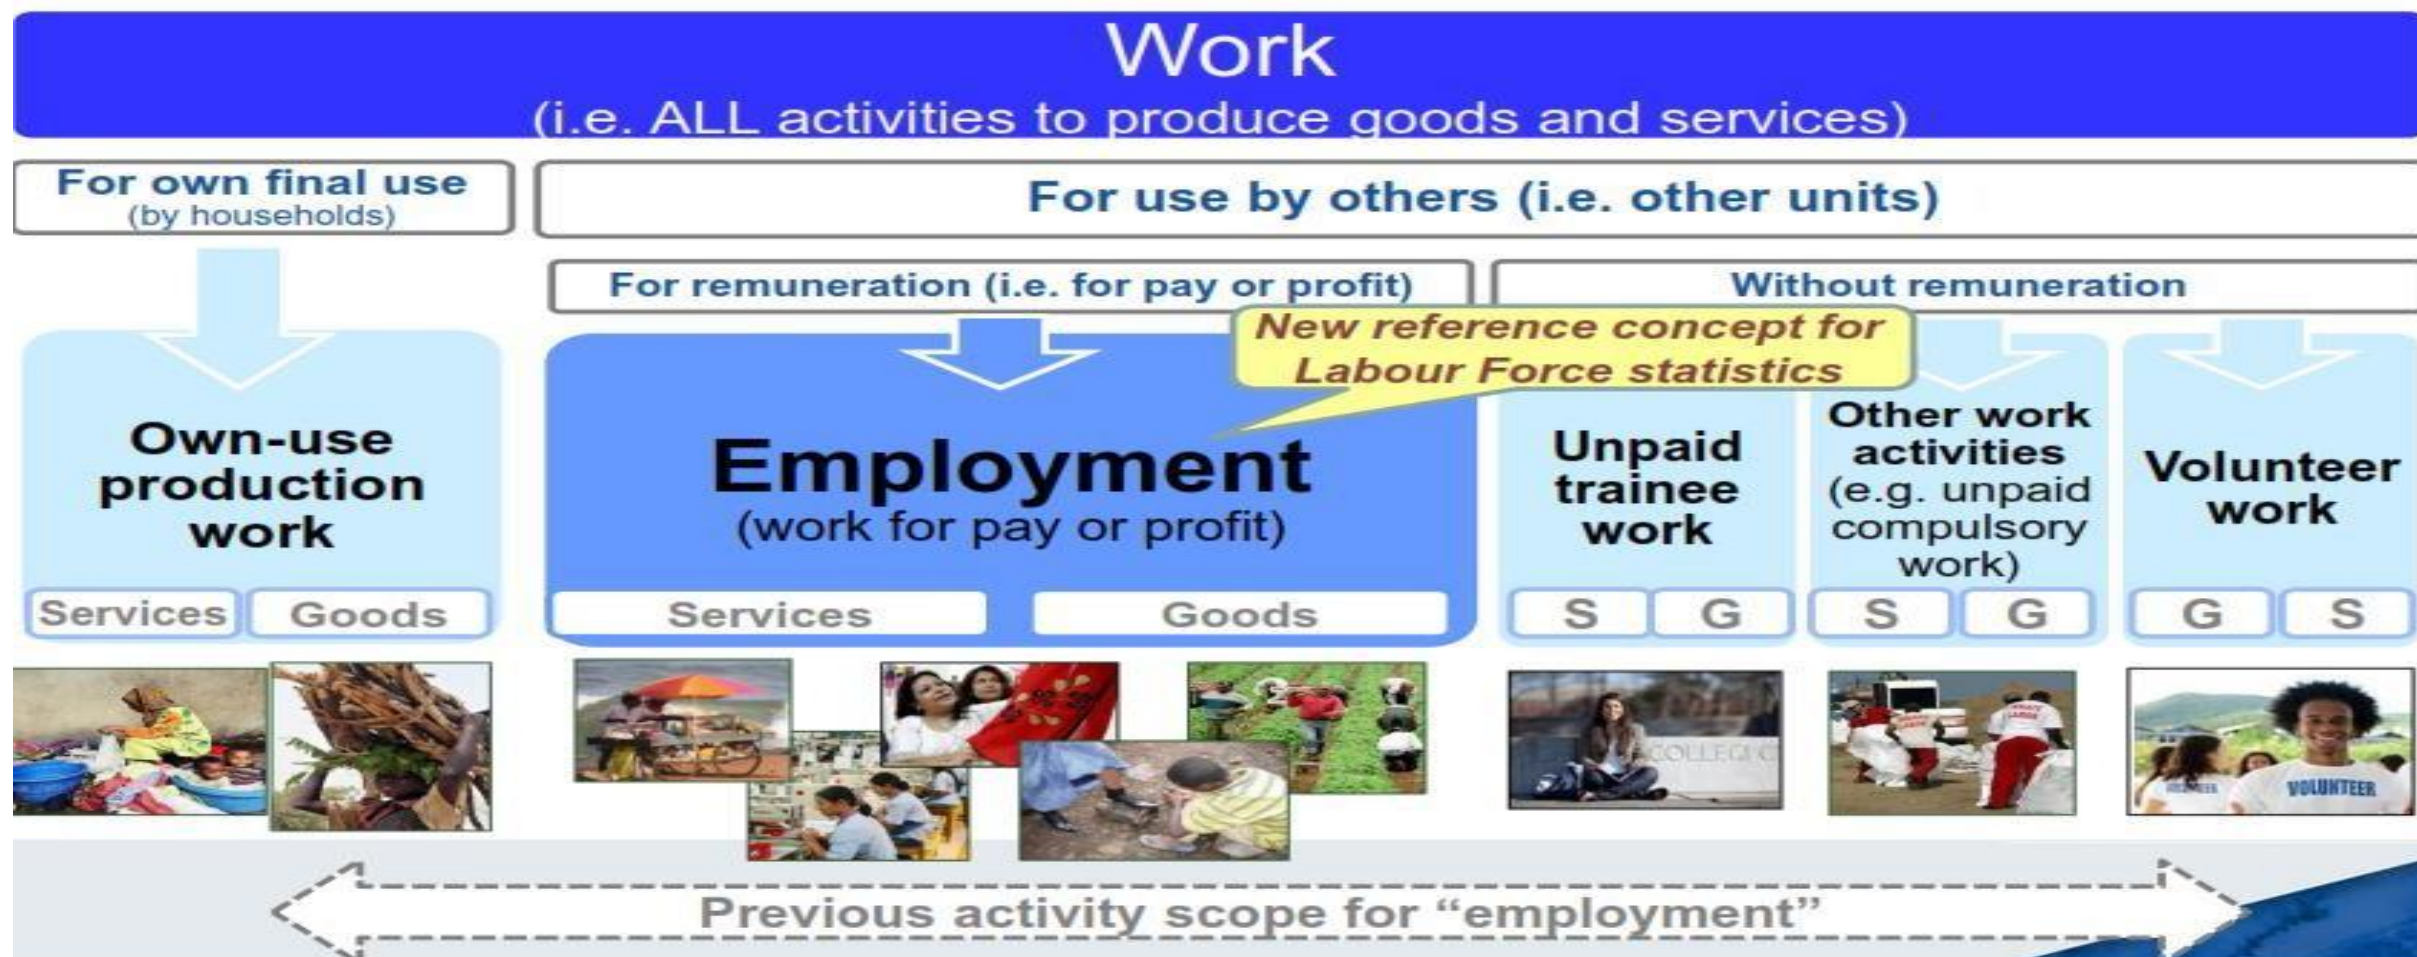 Work
(i.e. ALL activities to produce goods and services)
For own final use
(by households)
For use by others (i.e. other units)
For remuneration (i.e. for pay or profit)
Without remuneration
New reference concept for
Labour Force statistics
Own-use
production
work
Services
Goods
Employment
(work for pay or profit)
Services
Goods
Unpaid
trainee
work
S
G
Other work
activities
(e.g. unpaid
compulsory
work)
S
G
Volunteer
work
G
S
VOLUNTEER
Previous activity scope for “employment”